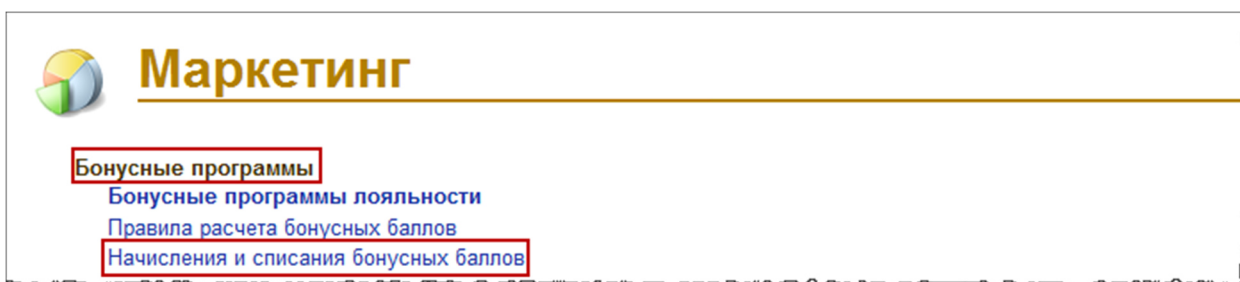 Маркетинг
Бонусные программы
Бонусные программы лояльности
Правила расчета бонусных баллов
Начисления и списания бонусных баллов